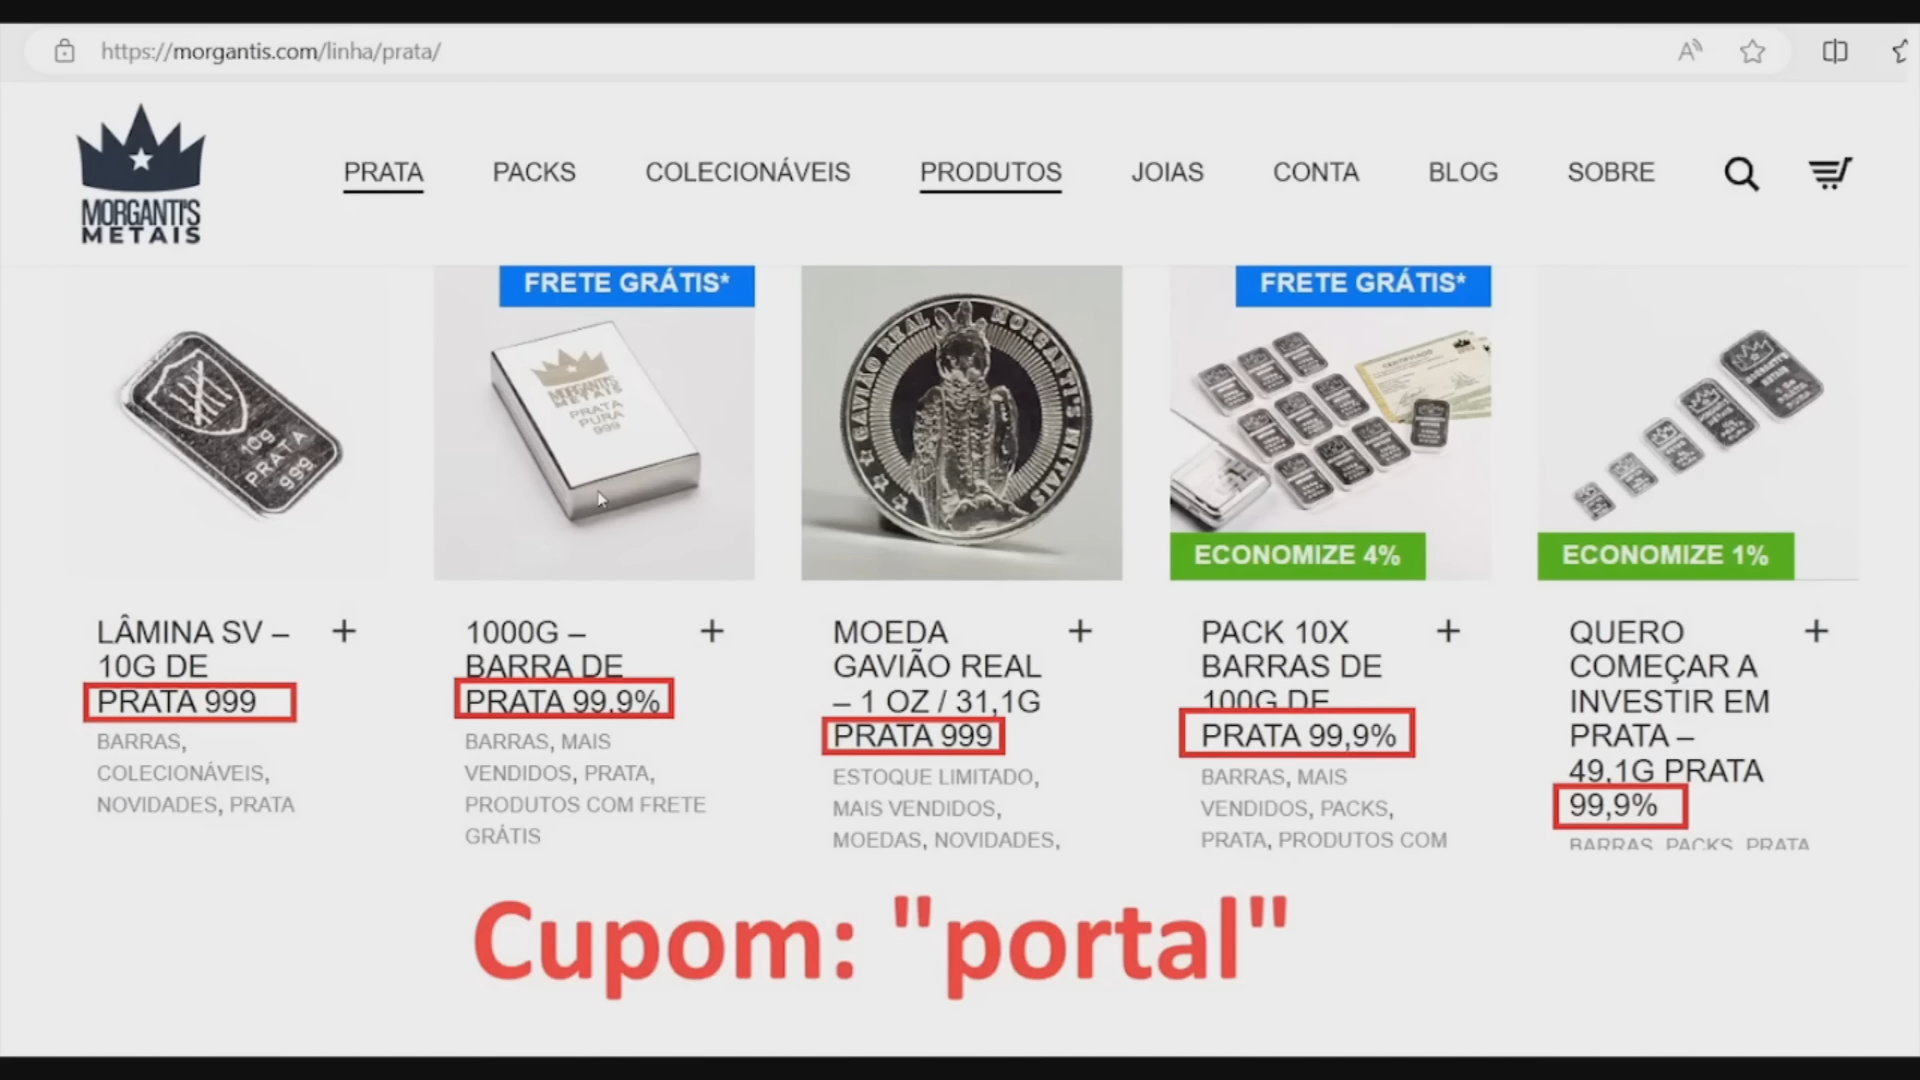 https://morgantis.com/linha/prata/
MORGANTI'S
METAIS
PRATA
PACKS
COLECIONÁVEIS
PRODUTOS
JOIAS
CONTA
BLOG
SOBRE
FRETE GRÁTIS*
FRETE GRÁTIS*
10g
PRATA
999
MORGANTI'S
METAIS
PRATA
PURA
999
GAVIÃO REAL MORGANTI'S METAIS
CERTIFICADO
ECONOMIZE 4%
ECONOMIZE 1%
LÂMINA SV –
10G DE
PRATA 999
BARRAS,
COLECIONÁVEIS,
NOVIDADES, PRATA
1000G –
BARRA DE
PRATA 99,9%
BARRAS, MAIS
VENDIDOS, PRATA,
PRODUTOS COM FRETE
GRÁTIS
MOEDA
GAVIÃO REAL
– 1 OZ / 31,1G
PRATA 999
ESTOQUE LIMITADO,
MAIS VENDIDOS,
MOEDAS, NOVIDADES,
PACK 10X
BARRAS DE
100G DE
PRATA 99,9%
BARRAS, MAIS
VENDIDOS, PACKS,
PRATA, PRODUTOS COM
QUERO
COMEÇAR A
INVESTIR EM
PRATA –
49,1G PRATA
99,9%
BARRAS, PACKS, PRATA
Cupom: "portal"